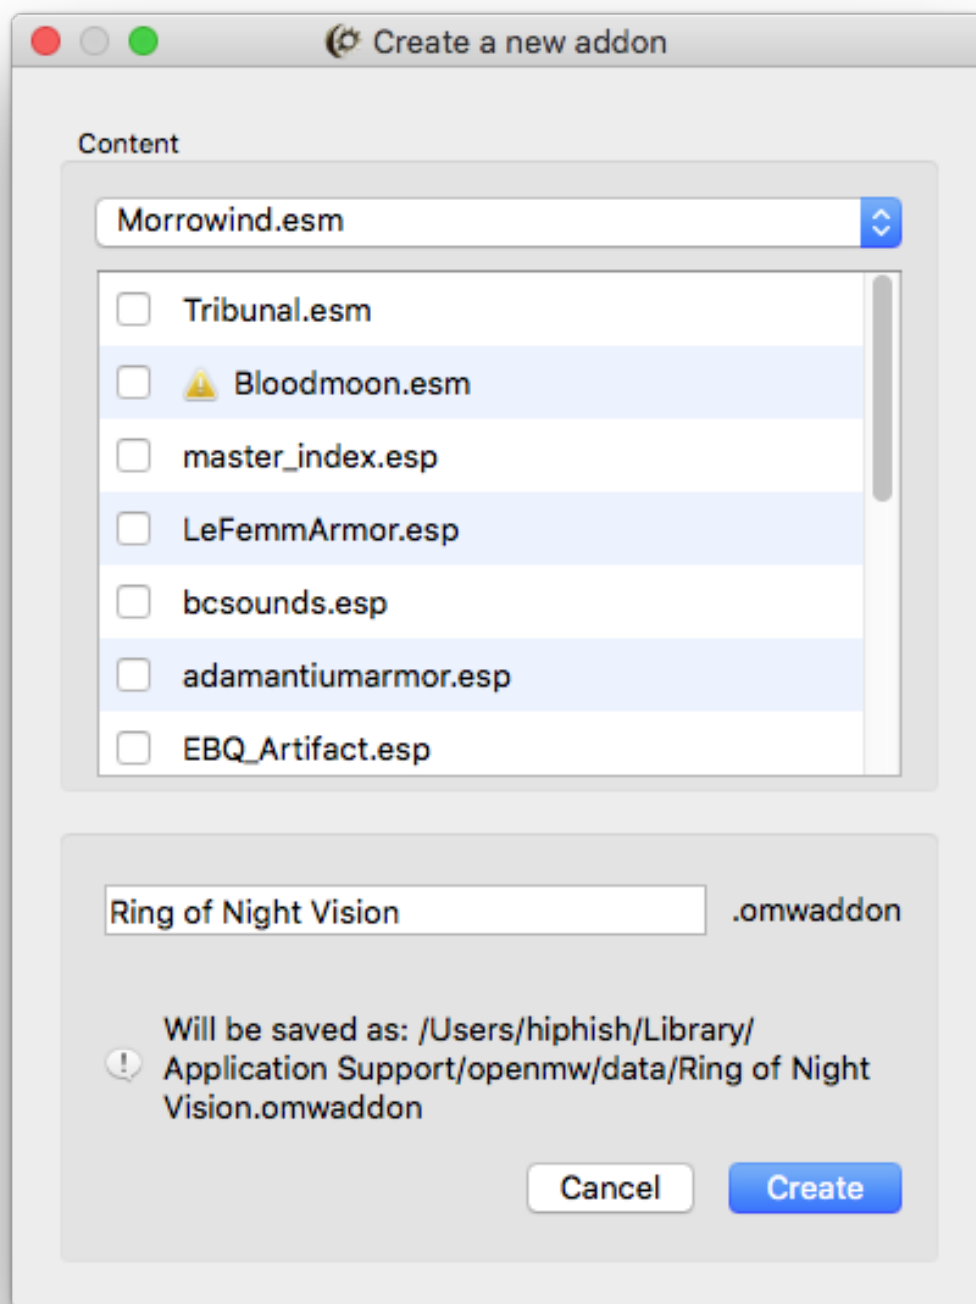 Create a new addon
Content
Morrowind.esm
Tribunal.esm
Bloodmoon.esm
master_index.esp
LeFemmArmor.esp
bcsounds.esp
adamantiumarmor.esp
EBQ_Artifact.esp
Ring of Night Vision .omwaddon
Will be saved as: /Users/hiphish/Library/
Application Support/openmw/data/Ring of Night
Vision.omwaddon
Cancel Create